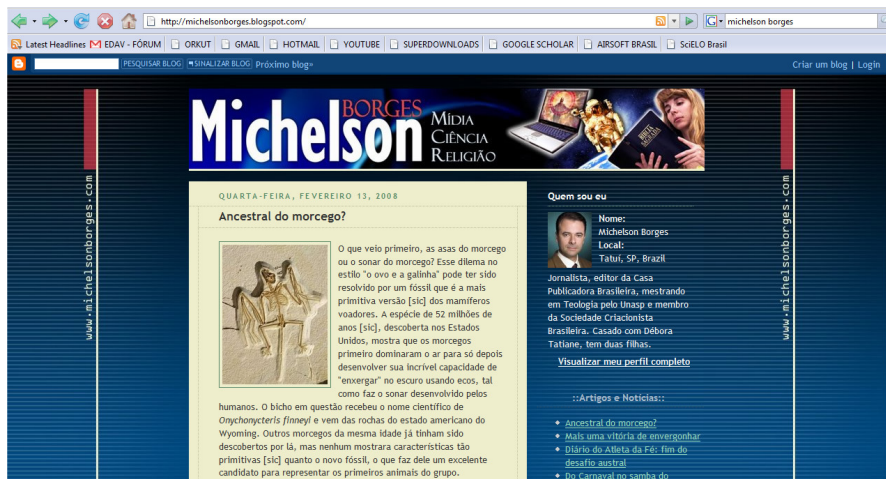 http://michelsonborges.blogspot.com/
michelson borges
Latest Headlines
EDAV - FÓRUM
ORKUT
GMAIL
HOTMAIL
YOUTUBE
SUPERDOWNLOADS
GOOGLE SCHOLAR
AIRSOFT BRASIL
SciELO Brasil
PESQUISAR BLOG
SINALIZAR BLOG
Próximo blog»
Criar um blog | Login
Michelson
BORGES
MÍDIA
CIÊNCIA
RELIGIÃO
BÍBLIA
SAGRADA
www.michelsonborges.com
QUARTA-FEIRA, FEVEREIRO 13, 2008
Ancestral do morcego?
O que veio primeiro, as asas do morcego
ou o sonar do morcego? Esse dilema no
estilo "o ovo e a galinha" pode ter sido
resolvido por um fóssil que é a mais
primitiva versão [sic] dos mamíferos
voadores. A espécie de 52 milhões de
anos [sic], descoberta nos Estados
Unidos, mostra que os morcegos
primeiro dominaram o ar para só depois
desenvolver sua incrível capacidade de
"enxergar" no escuro usando ecos, tal
como faz o sonar desenvolvido pelos
humanos. O bicho em questão recebeu o nome científico de
Onychonycteris finneyi e vem das rochas do estado americano do
Wyoming. Outros morcegos da mesma idade já tinham sido
descobertos por lá, mas nenhum mostrara características tão
primitivas [sic] quanto o novo fóssil, o que faz dele um excelente
candidato para representar os primeiros animais do grupo.
Quem sou eu
Nome:
Michelson Borges
Local:
Tatuí, SP, Brazil
Jornalista, editor da Casa
Publicadora Brasileira, mestrando
em Teologia pelo Unasp e membro
da Sociedade Criacionista
Brasileira. Casado com Débora
Tatiane, tem duas filhas.
Visualizar meu perfil completo
::Artigos e Notícias::
Ancestral do morcego?
Mais uma vitória de envergonhar
Diário do Atleta da Fé: fim do
desafio austral
Do Carnaval no samba do
www.michelsonborges.com